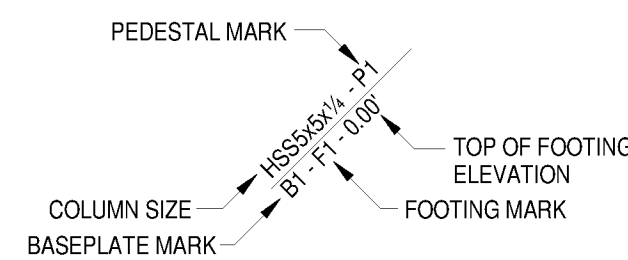 PEDESTAL MARK
HSS5x5x¼ - P1
B1 - F1 - 0.00'
TOP OF FOOTING
ELEVATION
COLUMN SIZE
FOOTING MARK
BASEPLATE MARK